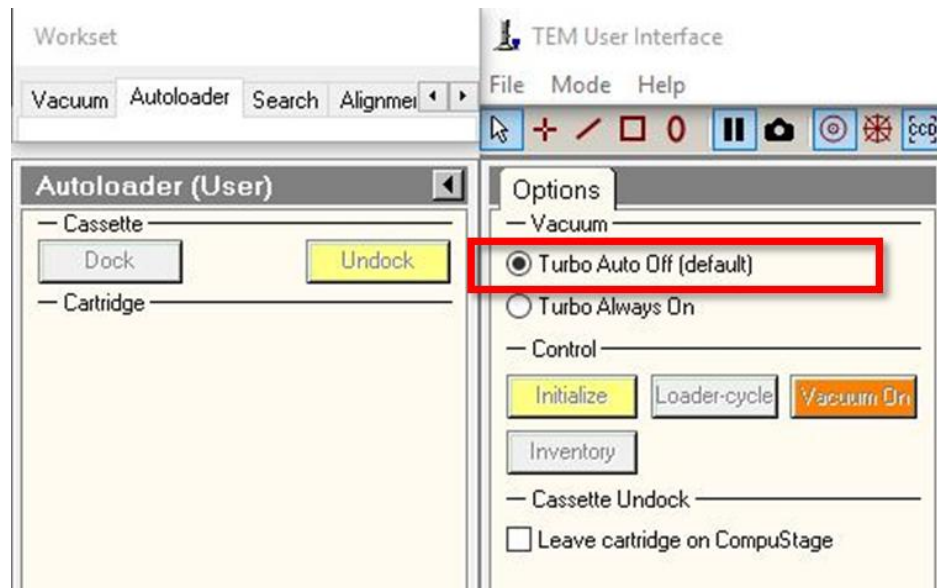 Workset
Vacuum Autoloader Search Alignmei
Autoloader (User)
Cassette
Dock Undock
Cartridge
TEM User Interface
File Mode Help
CCD
Options
Vacuum
Turbo Auto Off (default)
Turbo Always On
Control
Initialize Loader-cycle Vacuum On
Inventory
Cassette Undock
Leave cartridge on CompuStage